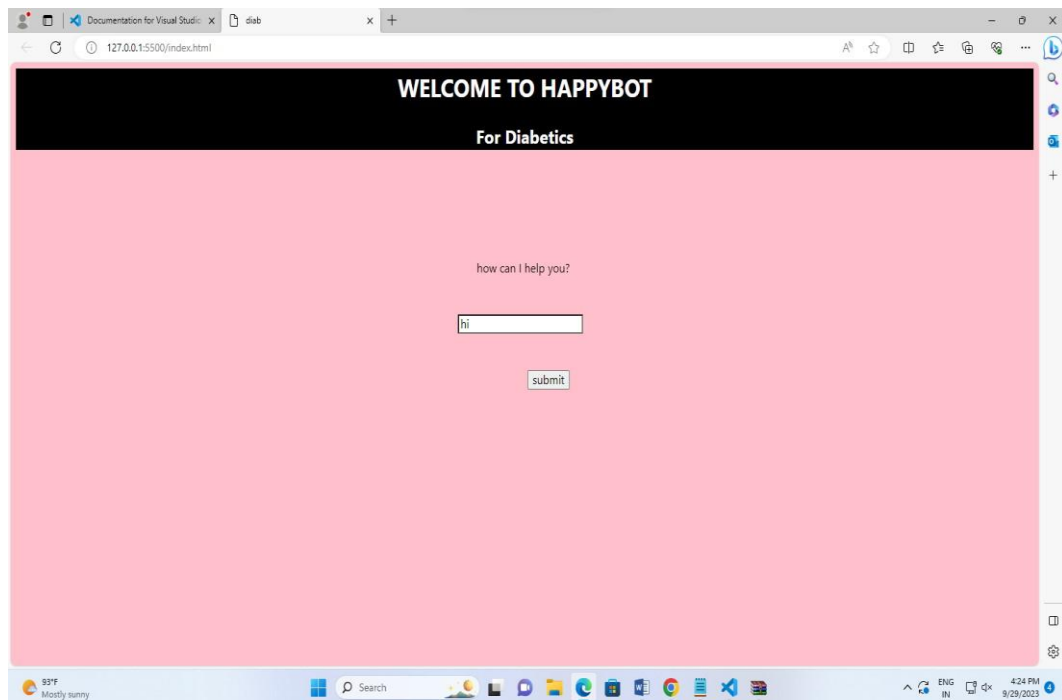 Documentation for Visual Studio
diab
127.0.0.1:5500/index.html
WELCOME TO HAPPYBOT
For Diabetics
how can I help you?
hi
submit
93°F
Mostly sunny
Search
ENG
IN
4:24 PM
9/29/2023